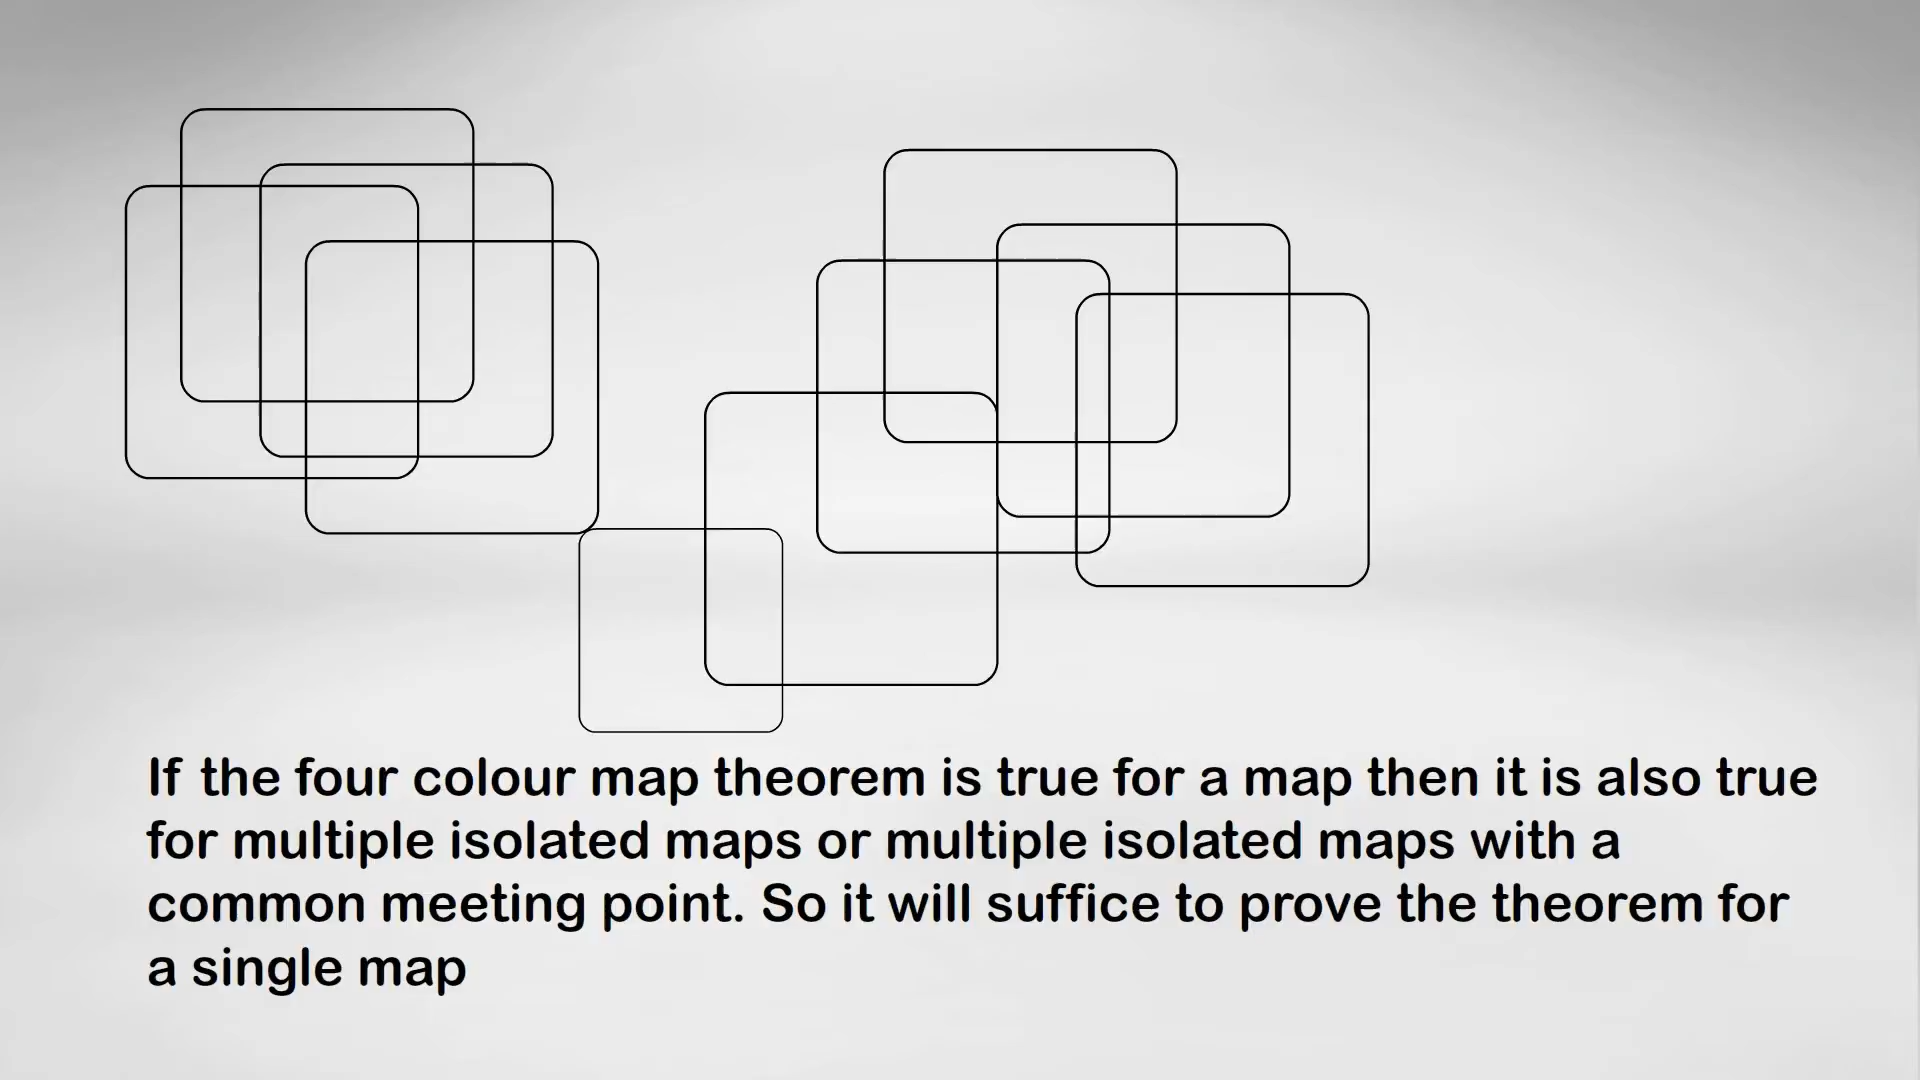 If the four colour map theorem is true for a map then it is also true
for multiple isolated maps or multiple isolated maps with a
common meeting point. So it will suffice to prove the theorem for
a single map